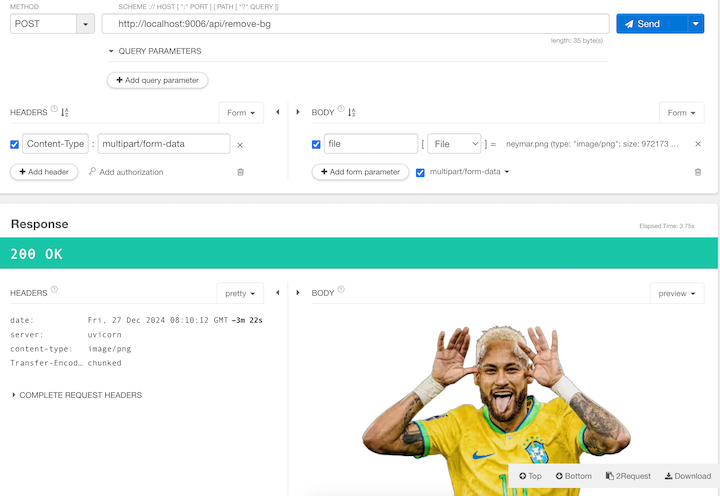 METHOD
SCHEME :// HOST [ ":" PORT ] [ PATH [ "?" QUERY ]]
POST
http://localhost:9006/api/remove-bg
Send
length: 35 byte(s)
QUERY PARAMETERS
+ Add query parameter
HEADERS ? Form
BODY ? Form
Content-Type : multipart/form-data ×
file [ File ] = neymar.png (type: "image/png"; size: 972173 ... ×
+ Add header Add authorization
+ Add form parameter multipart/form-data
Response
Elapsed Time: 3.75s
200 OK
HEADERS ? pretty
BODY ? preview
date: Fri, 27 Dec 2024 08:10:12 GMT −3m 22s
server: uvicorn
content-type: image/png
Transfer-Encod… chunked
COMPLETE REQUEST HEADERS
Top Bottom 2Request Download